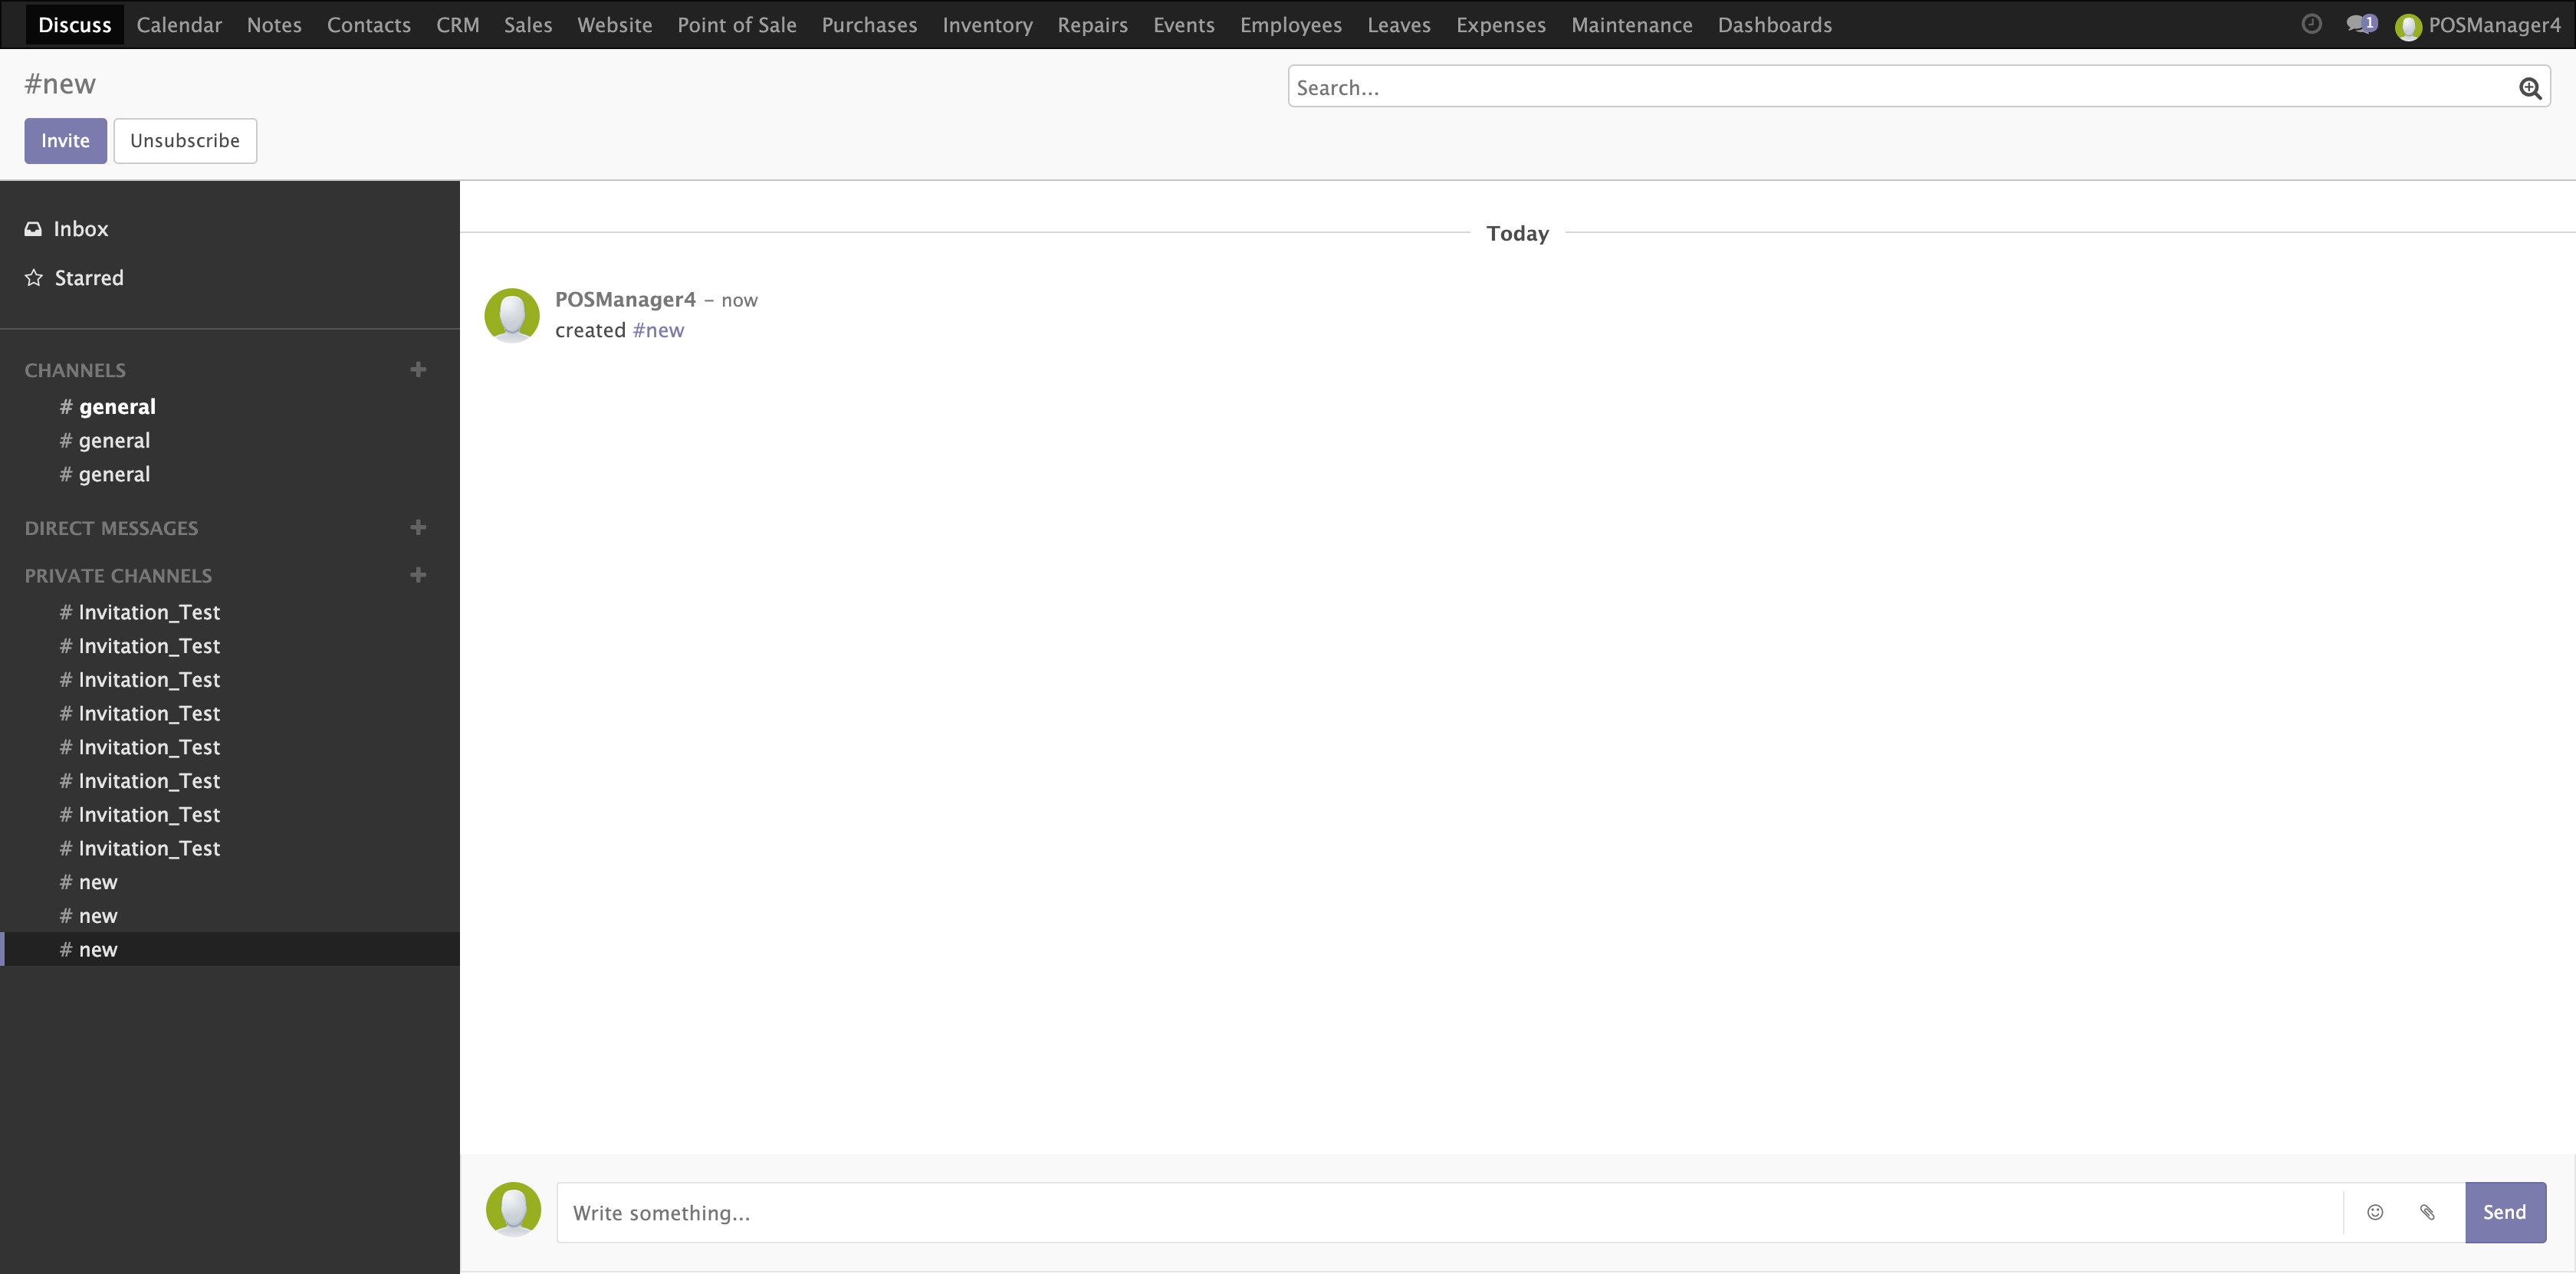 Discuss Calendar Notes Contacts CRM Sales Website Point of Sale Purchases Inventory Repairs Events Employees Leaves Expenses Maintenance Dashboards 1 POSManager4
#new
Search...
Invite Unsubscribe
Inbox
Starred
CHANNELS +
# general
# general
# general
DIRECT MESSAGES +
PRIVATE CHANNELS +
# Invitation_Test
# Invitation_Test
# Invitation_Test
# Invitation_Test
# Invitation_Test
# Invitation_Test
# Invitation_Test
# Invitation_Test
# new
# new
# new
Today
POSManager4 – now
created #new
Write something...
Send